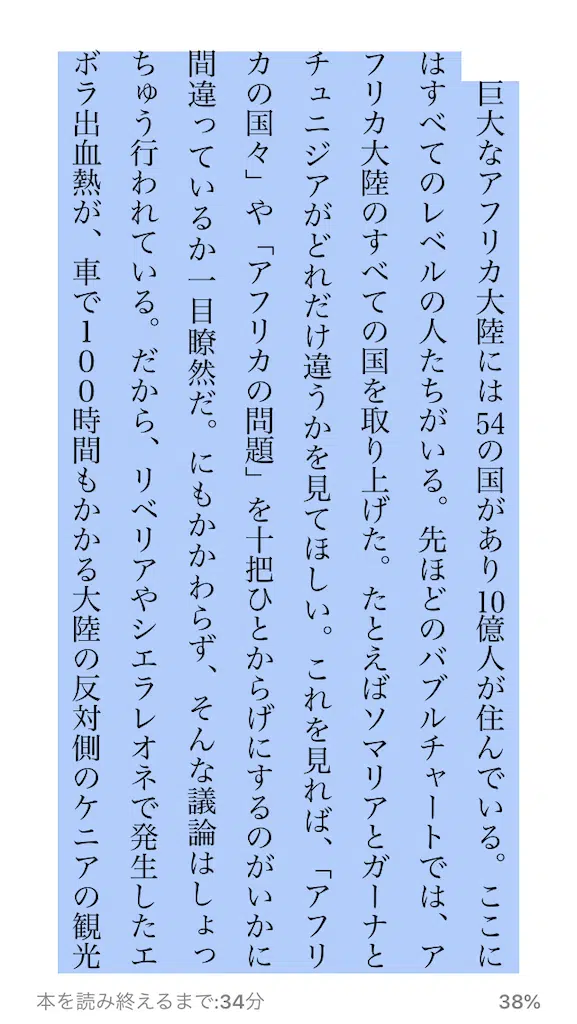 巨大なアフリカ大陸には54の国があり10億人が住んでいる。ここに
はすべてのレベルの人たちがいる。先ほどのバブルチャートでは、ア
フリカ大陸のすべての国を取り上げた。たとえばソマリアとガーナと
チュニジアがどれだけ違うかを見てほしい。これを見れば、「アフリ
カの国々」や「アフリカの問題」を十把ひとからげにするのがいかに
間違っているか一目瞭然だ。にもかかわらず、そんな議論はしょっ
ちゅう行われている。だから、リベリアやシエラレオネで発生したエ
ボラ出血熱が、車で100時間もかかる大陸の反対側のケニアの観光
本を読み終えるまで:34分
38%